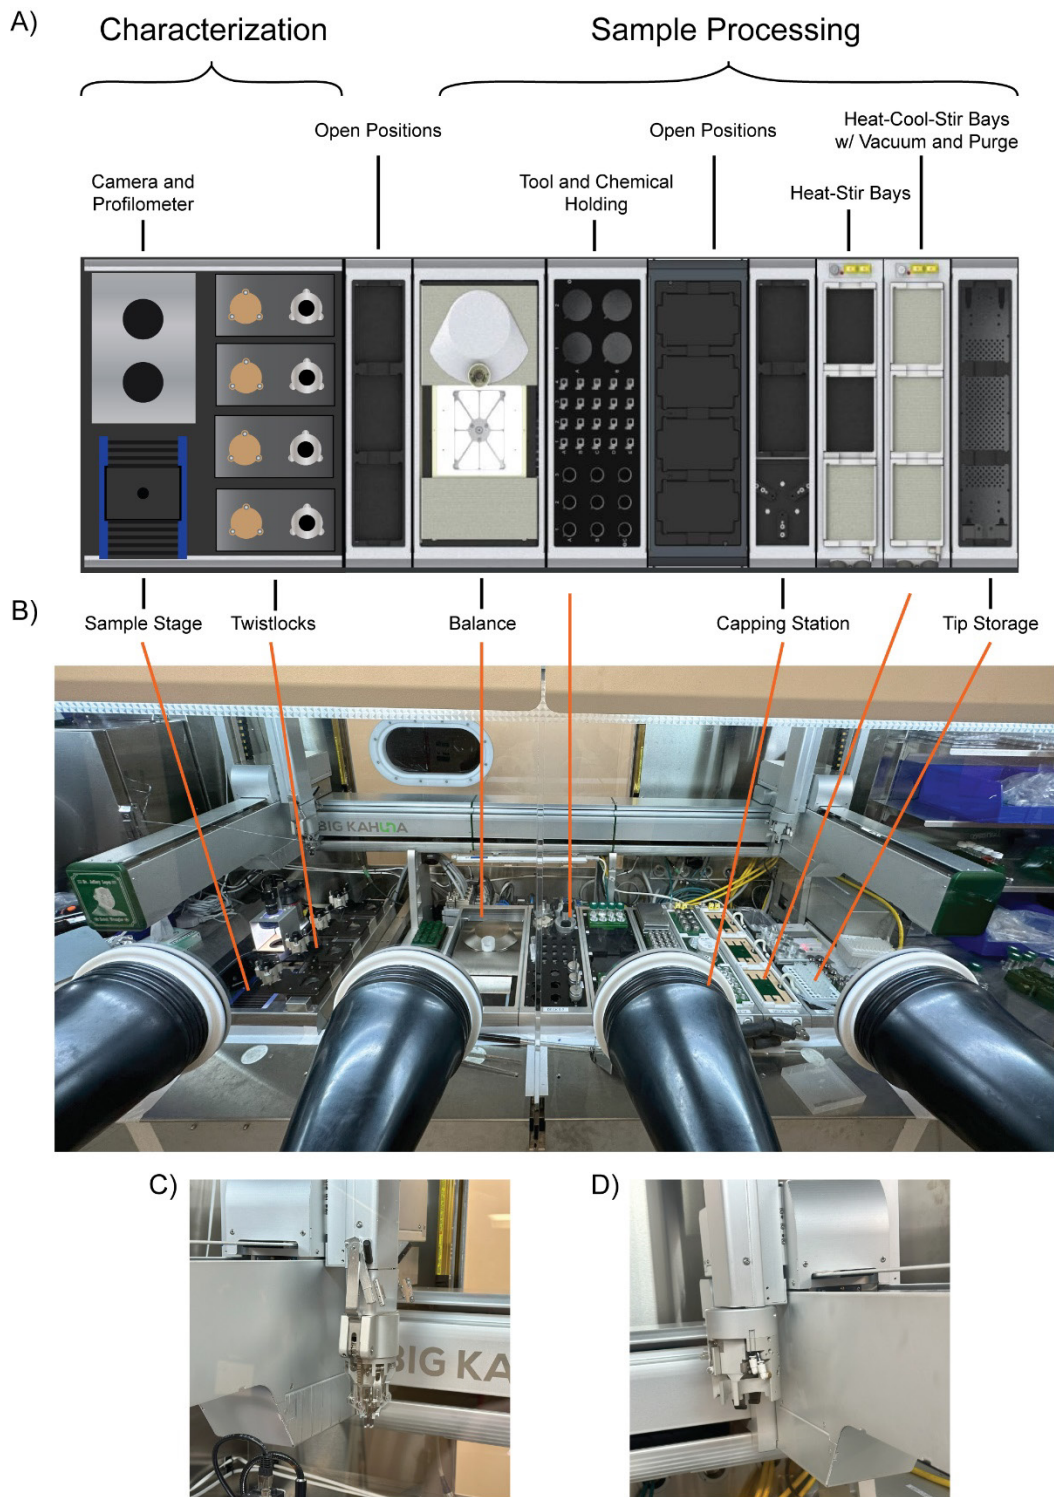 A)
Characterization
Sample Processing
Open Positions
Open Positions
Heat-Cool-Stir Bays
w/ Vacuum and Purge
Camera and
Profilometer
Tool and Chemical
Holding
Heat-Stir Bays
B)
Sample Stage
Twistlocks
Balance
Capping Station
Tip Storage
BIG KAHUNA
C)
D)
BIG KA